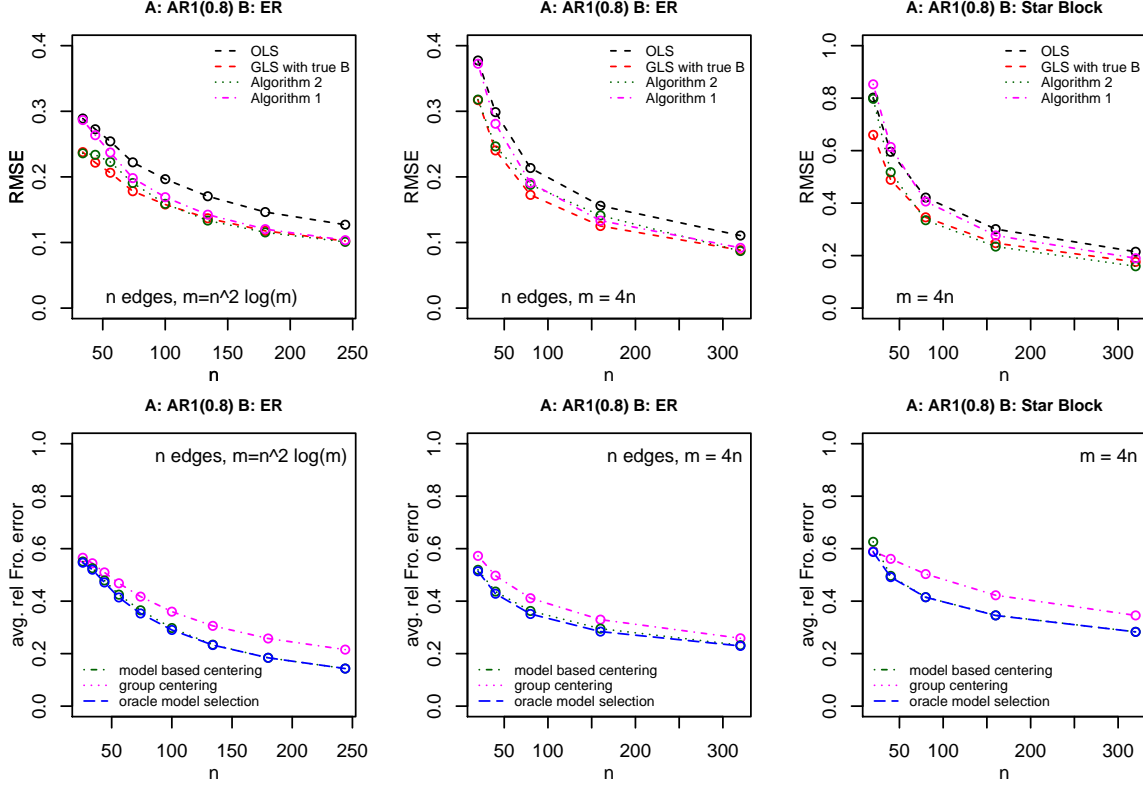 A: AR1(0.8) B: ER
RMSE
0.0 0.1 0.2 0.3 0.4
OLS
GLS with true B
Algorithm 2
Algorithm 1
n edges, m=n^2 log(m)
50 100 150 200 250
n
A: AR1(0.8) B: ER
RMSE
0.0 0.1 0.2 0.3 0.4
OLS
GLS with true B
Algorithm 2
Algorithm 1
n edges, m = 4n
50 100 200 300
n
A: AR1(0.8) B: Star Block
RMSE
0.0 0.2 0.4 0.6 0.8 1.0
OLS
GLS with true B
Algorithm 2
Algorithm 1
m = 4n
50 100 200 300
n
A: AR1(0.8) B: ER
avg. rel Fro. error
0.0 0.2 0.4 0.6 0.8 1.0
n edges, m=n^2 log(m)
model based centering
group centering
oracle model selection
50 100 150 200 250
n
A: AR1(0.8) B: ER
avg. rel Fro. error
0.0 0.2 0.4 0.6 0.8 1.0
n edges, m = 4n
model based centering
group centering
oracle model selection
50 100 200 300
n
A: AR1(0.8) B: Star Block
avg. rel Fro. error
0.0 0.2 0.4 0.6 0.8 1.0
m = 4n
model based centering
group centering
oracle model selection
50 100 200 300
n